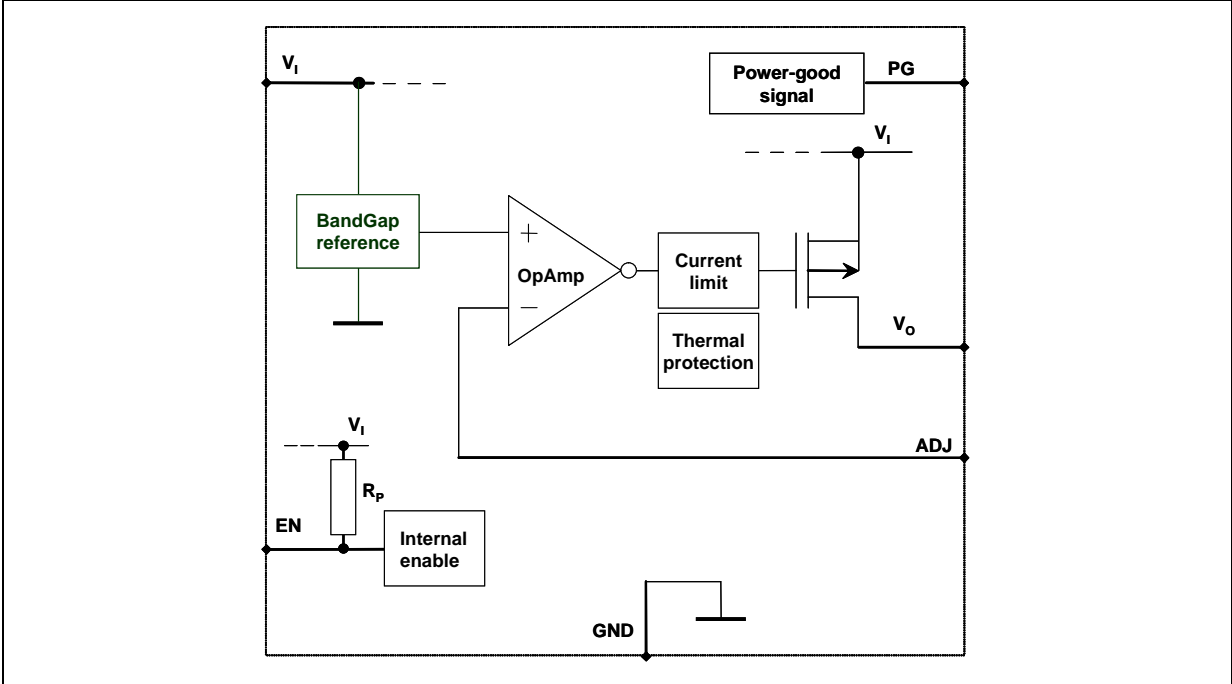 V_I
Power-good
signal
PG
V_I
BandGap
reference
+
OpAmp
−
Current
limit
Thermal
protection
V_O
V_I
R_P
ADJ
EN
Internal
enable
GND